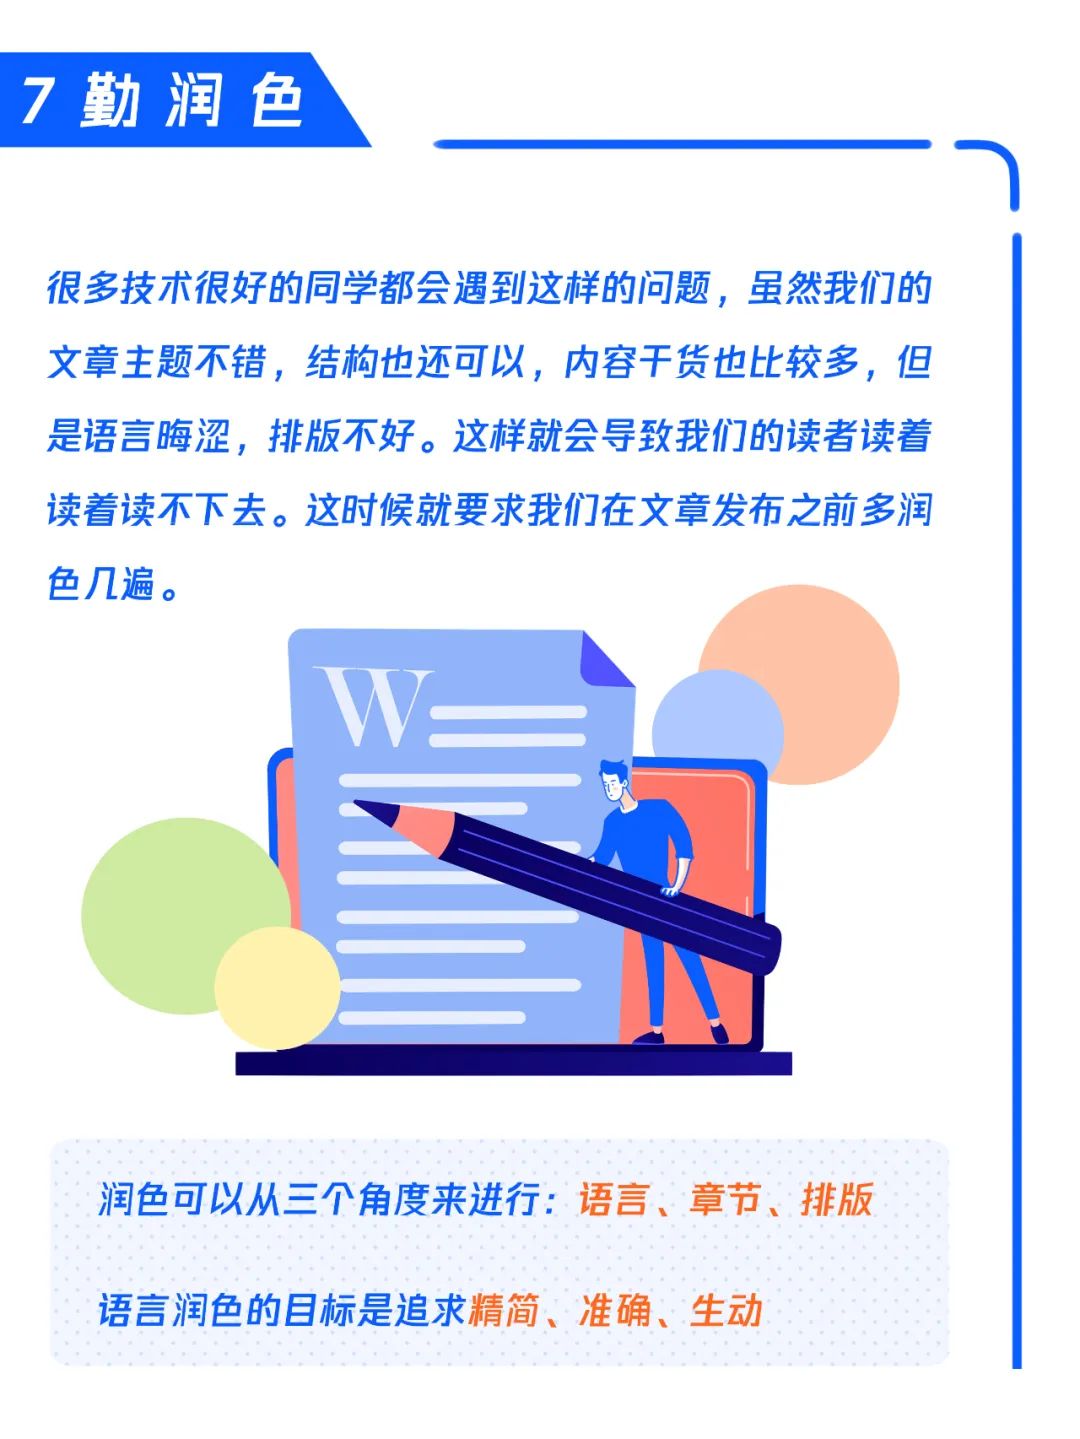 7 勤润色
很多技术很好的同学都会遇到这样的问题，虽然我们的
文章主题不错，结构也还可以，内容干货也比较多，但
是语言晦涩，排版不好。这样就会导致我们的读者读着
读着读不下去。这时候就要求我们在文章发布之前多润
色几遍。
W
润色可以从三个角度来进行：语言、章节、排版
语言润色的目标是追求精简、准确、生动